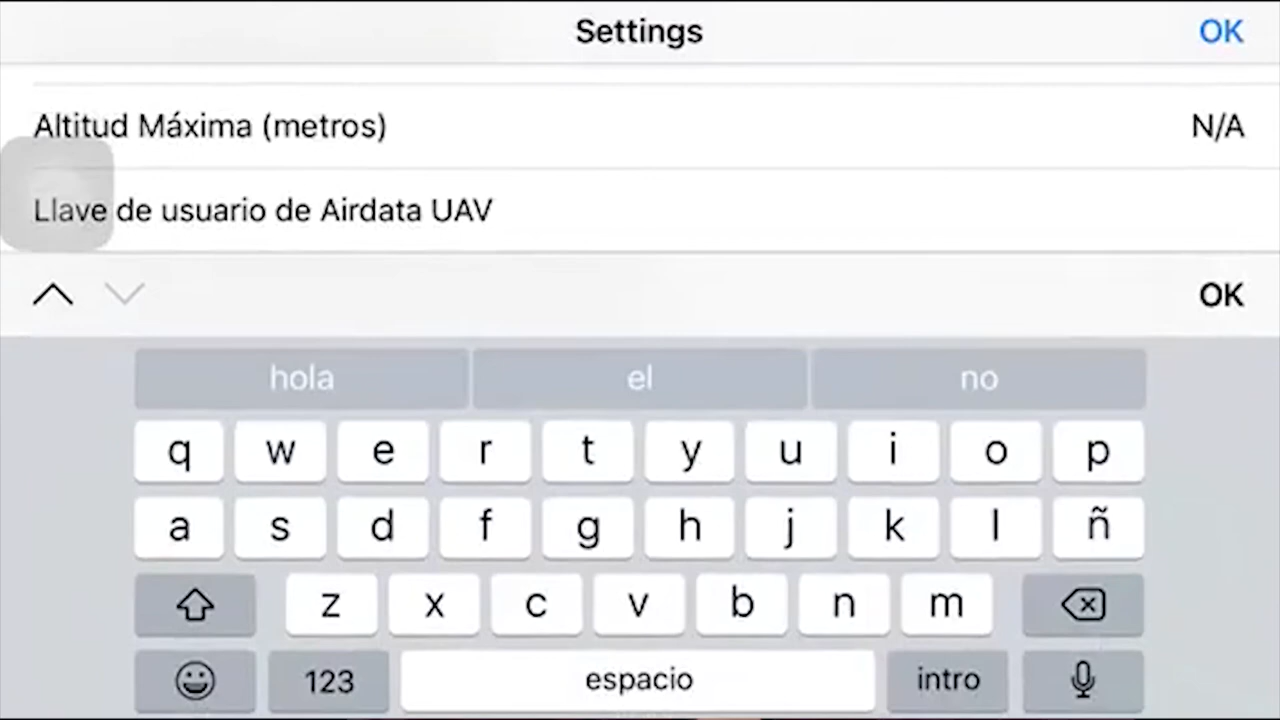 Settings OK
Altitud Máxima (metros) N/A
Llave de usuario de Airdata UAV
OK
hola el no
q w e r t y u i o p
a s d f g h j k l ñ
z x c v b n m
123 espacio intro